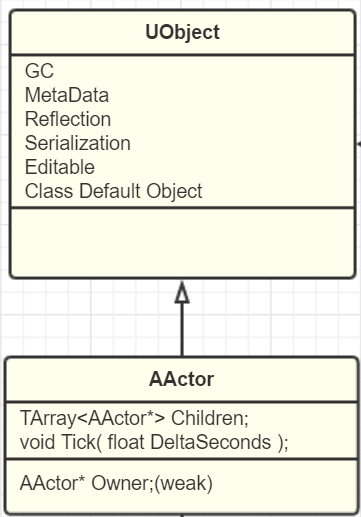 UObject
GC
MetaData
Reflection
Serialization
Editable
Class Default Object
AActor
TArray<AActor*> Children;
void Tick( float DeltaSeconds );
AActor* Owner;(weak)